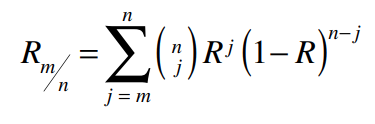 R_{m/n} = \sum_{j=m}^{n} \binom{n}{j} R^{j} (1-R)^{n-j}